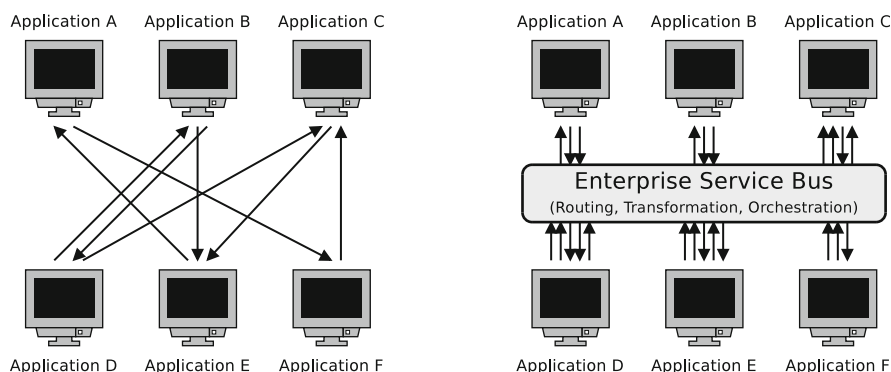 Application A Application B Application C Application A Application B Application C
Enterprise Service Bus
(Routing, Transformation, Orchestration)
Application D Application E Application F Application D Application E Application F